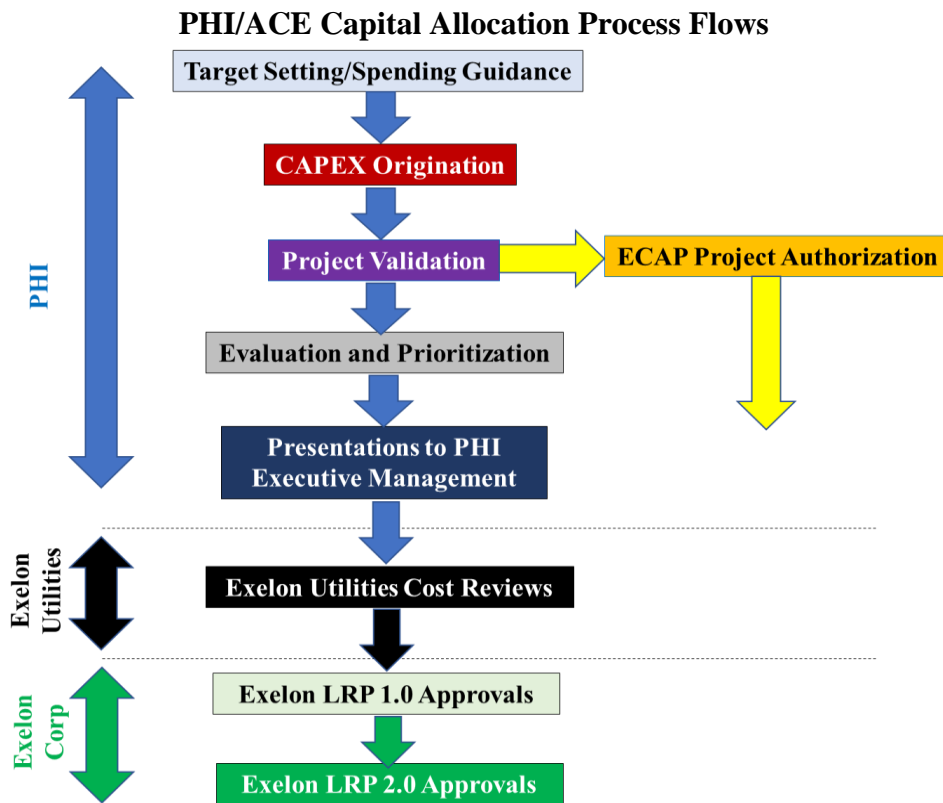 PHI/ACE Capital Allocation Process Flows
Target Setting/Spending Guidance
CAPEX Origination
Project Validation
ECAP Project Authorization
PHI
Evaluation and Prioritization
Presentations to PHI
Executive Management
Exelon
Utilities
Exelon Utilities Cost Reviews
Exelon
Corp
Exelon LRP 1.0 Approvals
Exelon LRP 2.0 Approvals